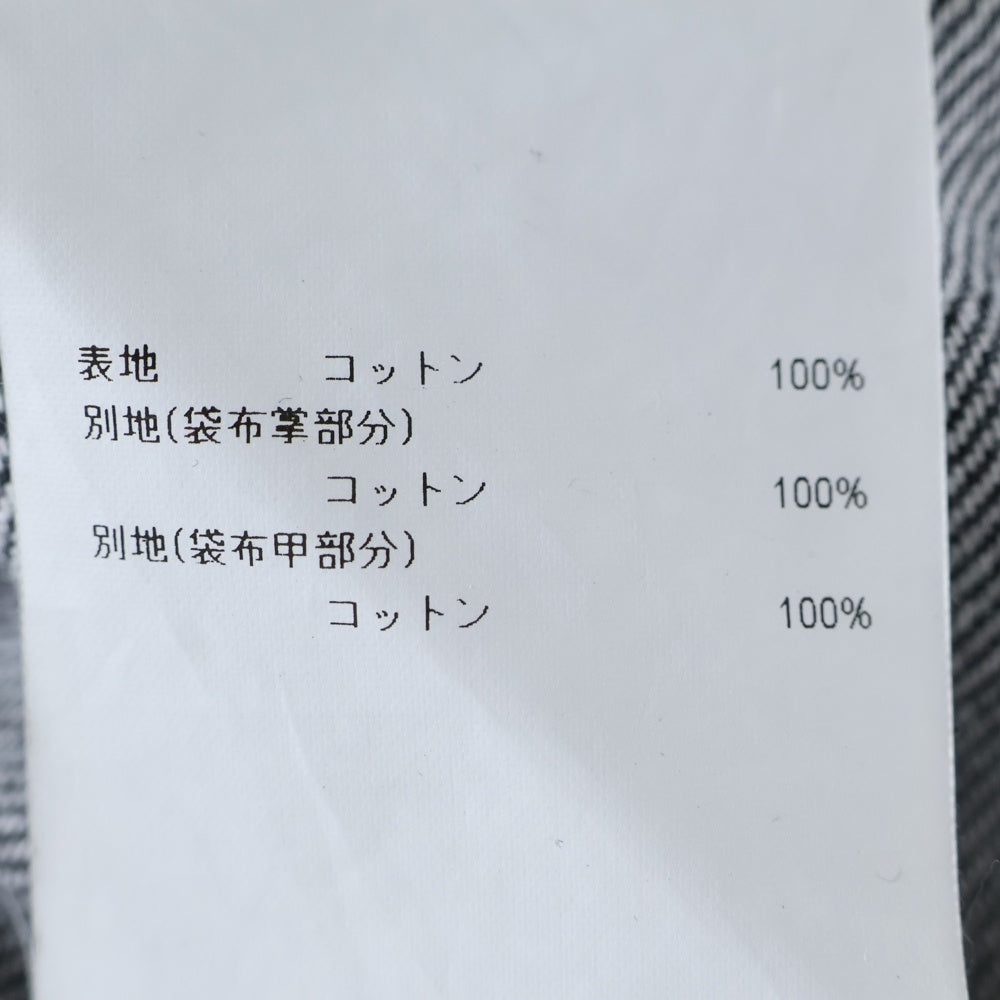 表地 コットン 100%
別地(袋布掌部分)
コットン 100%
別地(袋布甲部分)
コットン 100%